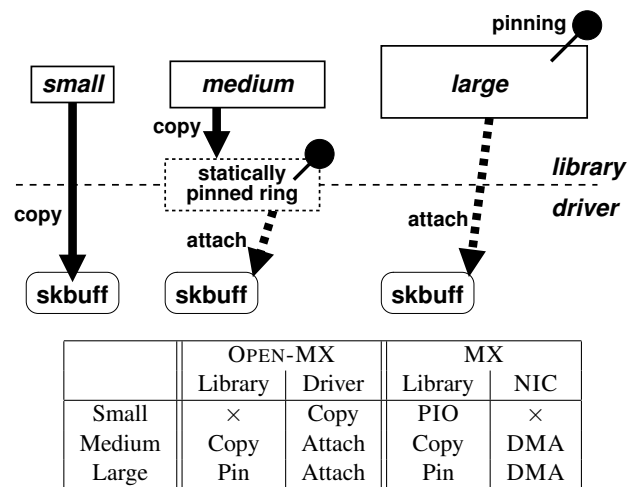 pinning
small
medium
large
copy
statically
pinned ring
library
driver
copy
attach
attach
skbuff
skbuff
skbuff
OPEN-MX MX
Library Driver Library NIC
Small × Copy PIO ×
Medium Copy Attach Copy DMA
Large Pin Attach Pin DMA